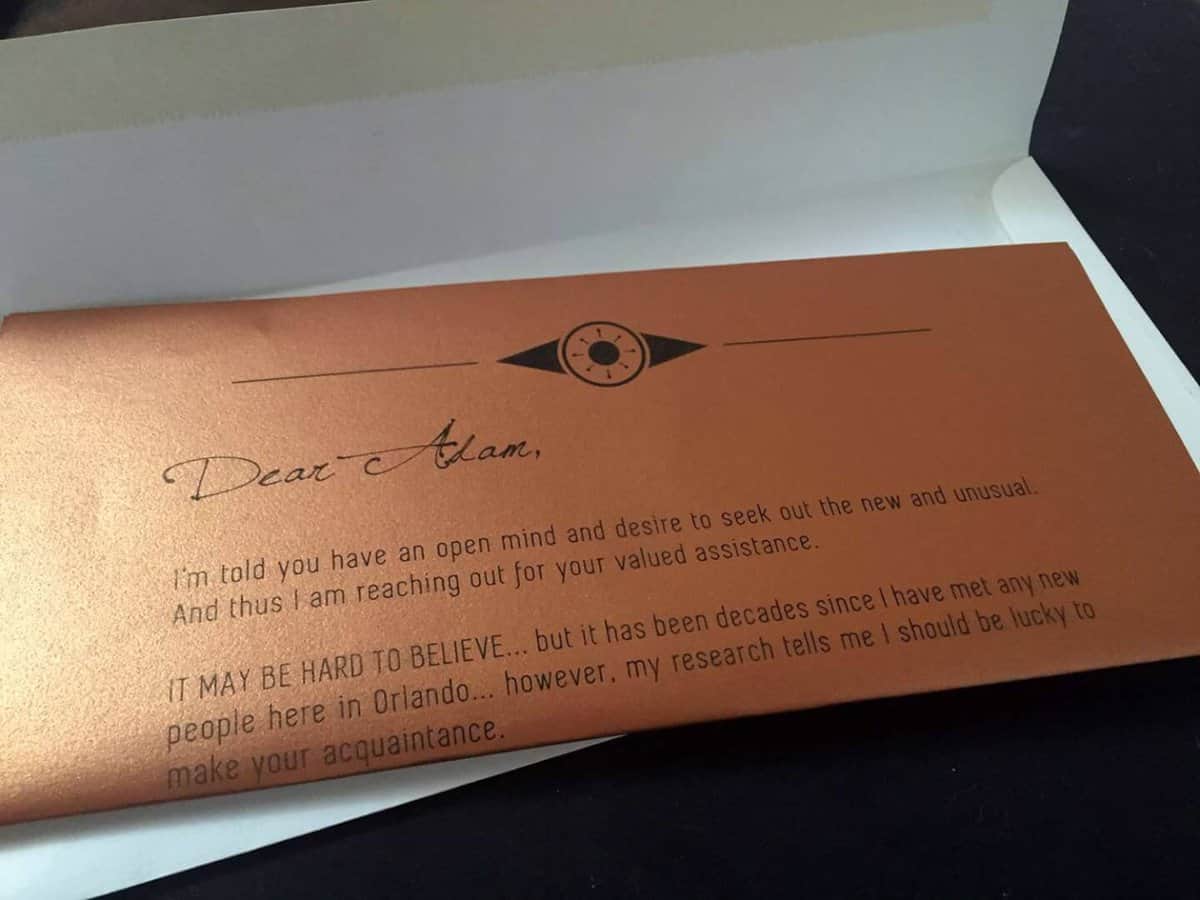 Dear Adam,
I'm told you have an open mind and desire to seek out the new and unusual.
And thus I am reaching out for your valued assistance.
IT MAY BE HARD TO BELIEVE... but it has been decades since I have met any new
people here in Orlando... however, my research tells me I should be lucky to
make your acquaintance.